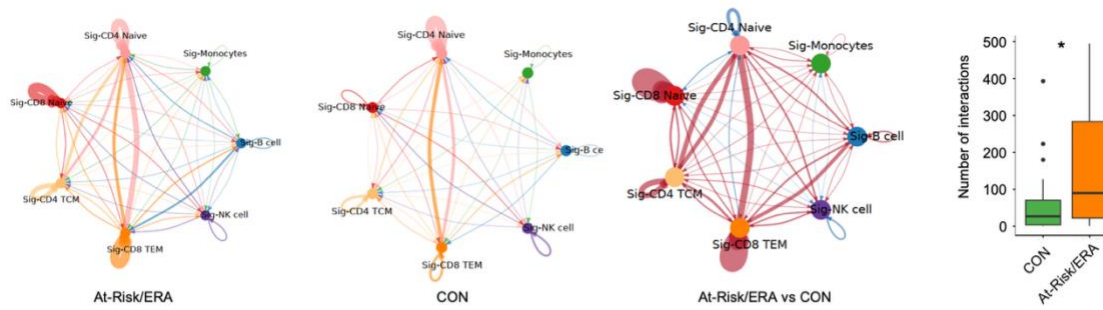 Sig-CD4 Naive
Sig-Monocytes
Sig-CD8 Naive
Sig-B cell
Sig-CD4 TCM
Sig-NK cell
Sig-CD8 TEM
At-Risk/ERA
Sig-CD4 Naive
Sig-Monocytes
Sig-CD8 Naive
Sig-B ce
Sig-CD4 TCM
Sig-NK cell
Sig-CD8 TEM
CON
Sig-CD4 Naive
Sig-Monocytes
Sig-CD8 Naive
Sig-B cell
Sig-CD4 TCM
Sig-NK cell
Sig-CD8 TEM
At-Risk/ERA vs CON
Number of interactions
500
400
300
200
100
0
*
CON
At-Risk/ERA